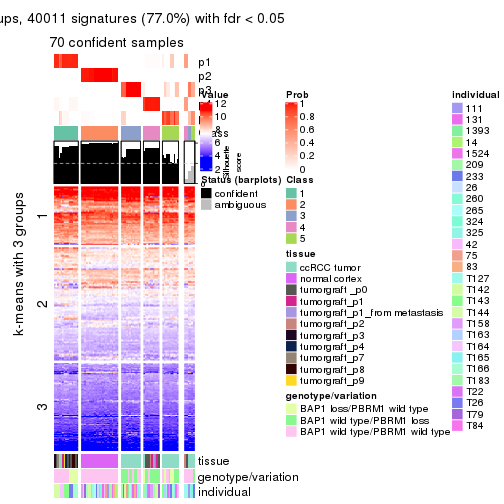 ups, 40011 signatures (77.0%) with fdr < 0.05
70 confident samples
p1
p2
p3
Value
12
10
8
6
4
2
Silhouette
score
Status (barplots)
confident
ambiguous
k-means with 3 groups
1
2
3
Prob
1
0.8
0.6
0.4
0.2
0
Class
1
2
3
4
5
tissue
ccRCC tumor
normal cortex
tumorgraft_p0
tumorgraft_p1
tumorgraft_p1_from metastasis
tumorgraft_p2
tumorgraft_p3
tumorgraft_p4
tumorgraft_p7
tumorgraft_p8
tumorgraft_p9
genotype/variation
BAP1 loss/PBRM1 wild type
BAP1 wild type/PBRM1 loss
BAP1 wild type/PBRM1 wild type
individual
111
131
1393
14
1524
209
233
26
260
265
324
325
42
75
83
T127
T142
T143
T144
T158
T163
T164
T165
T166
T183
T22
T26
T79
T84
tissue
genotype/variation
individual